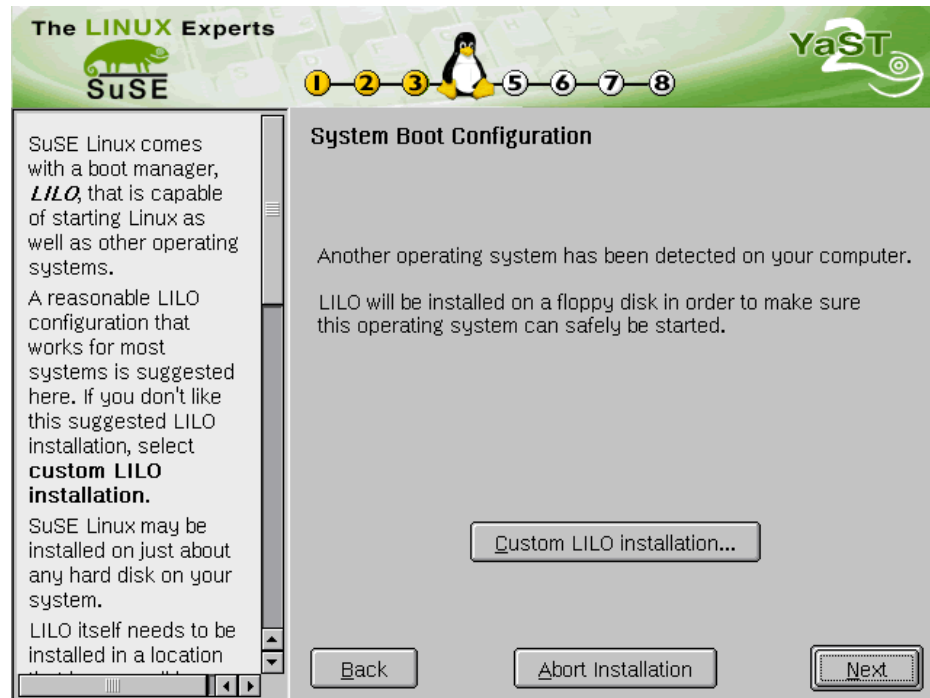 The LINUX Experts
SuSE
1 2 3 5 6 7 8
YaST
2
SuSE Linux comes
with a boot manager,
LILO, that is capable
of starting Linux as
well as other operating
systems.
A reasonable LILO
configuration that
works for most
systems is suggested
here. If you don't like
this suggested LILO
installation, select
custom LILO
installation.
SuSE Linux may be
installed on just about
any hard disk on your
system.
LILO itself needs to be
installed in a location
System Boot Configuration
Another operating system has been detected on your computer.
LILO will be installed on a floppy disk in order to make sure
this operating system can safely be started.
Custom LILO installation...
Back
Abort Installation
Next